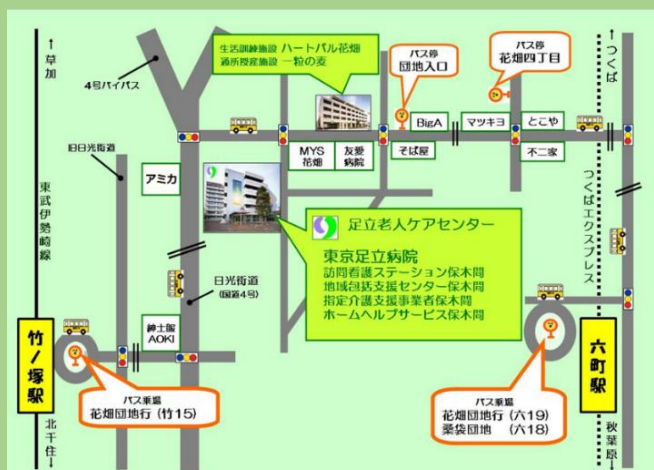 ↑草加
4号バイパス
生活訓練施設 ハートパル花畑
通所授産施設 一粒の麦
バス停
団地入口
バス停
花畑四丁目
↑つくば
旧日光街道
アミカ
MYS
花畑
友愛
病院
BigA
そば屋
マツキヨ
とこや
不二家
東武伊勢崎線
つくばエクスプレス
足立老人ケアセンター
東京足立病院
訪問看護ステーション保木間
地域包括支援センター保木間
指定介護支援事業者保木間
ホームヘルプサービス保木間
日光街道
(国道4号)
紳士服
AOKI
竹ノ塚駅
六町駅
バス乗場
花畑団地行 (竹15)
バス乗場
花畑団地行 (六19)
桑袋団地 (六18)
北千住→
秋葉原→